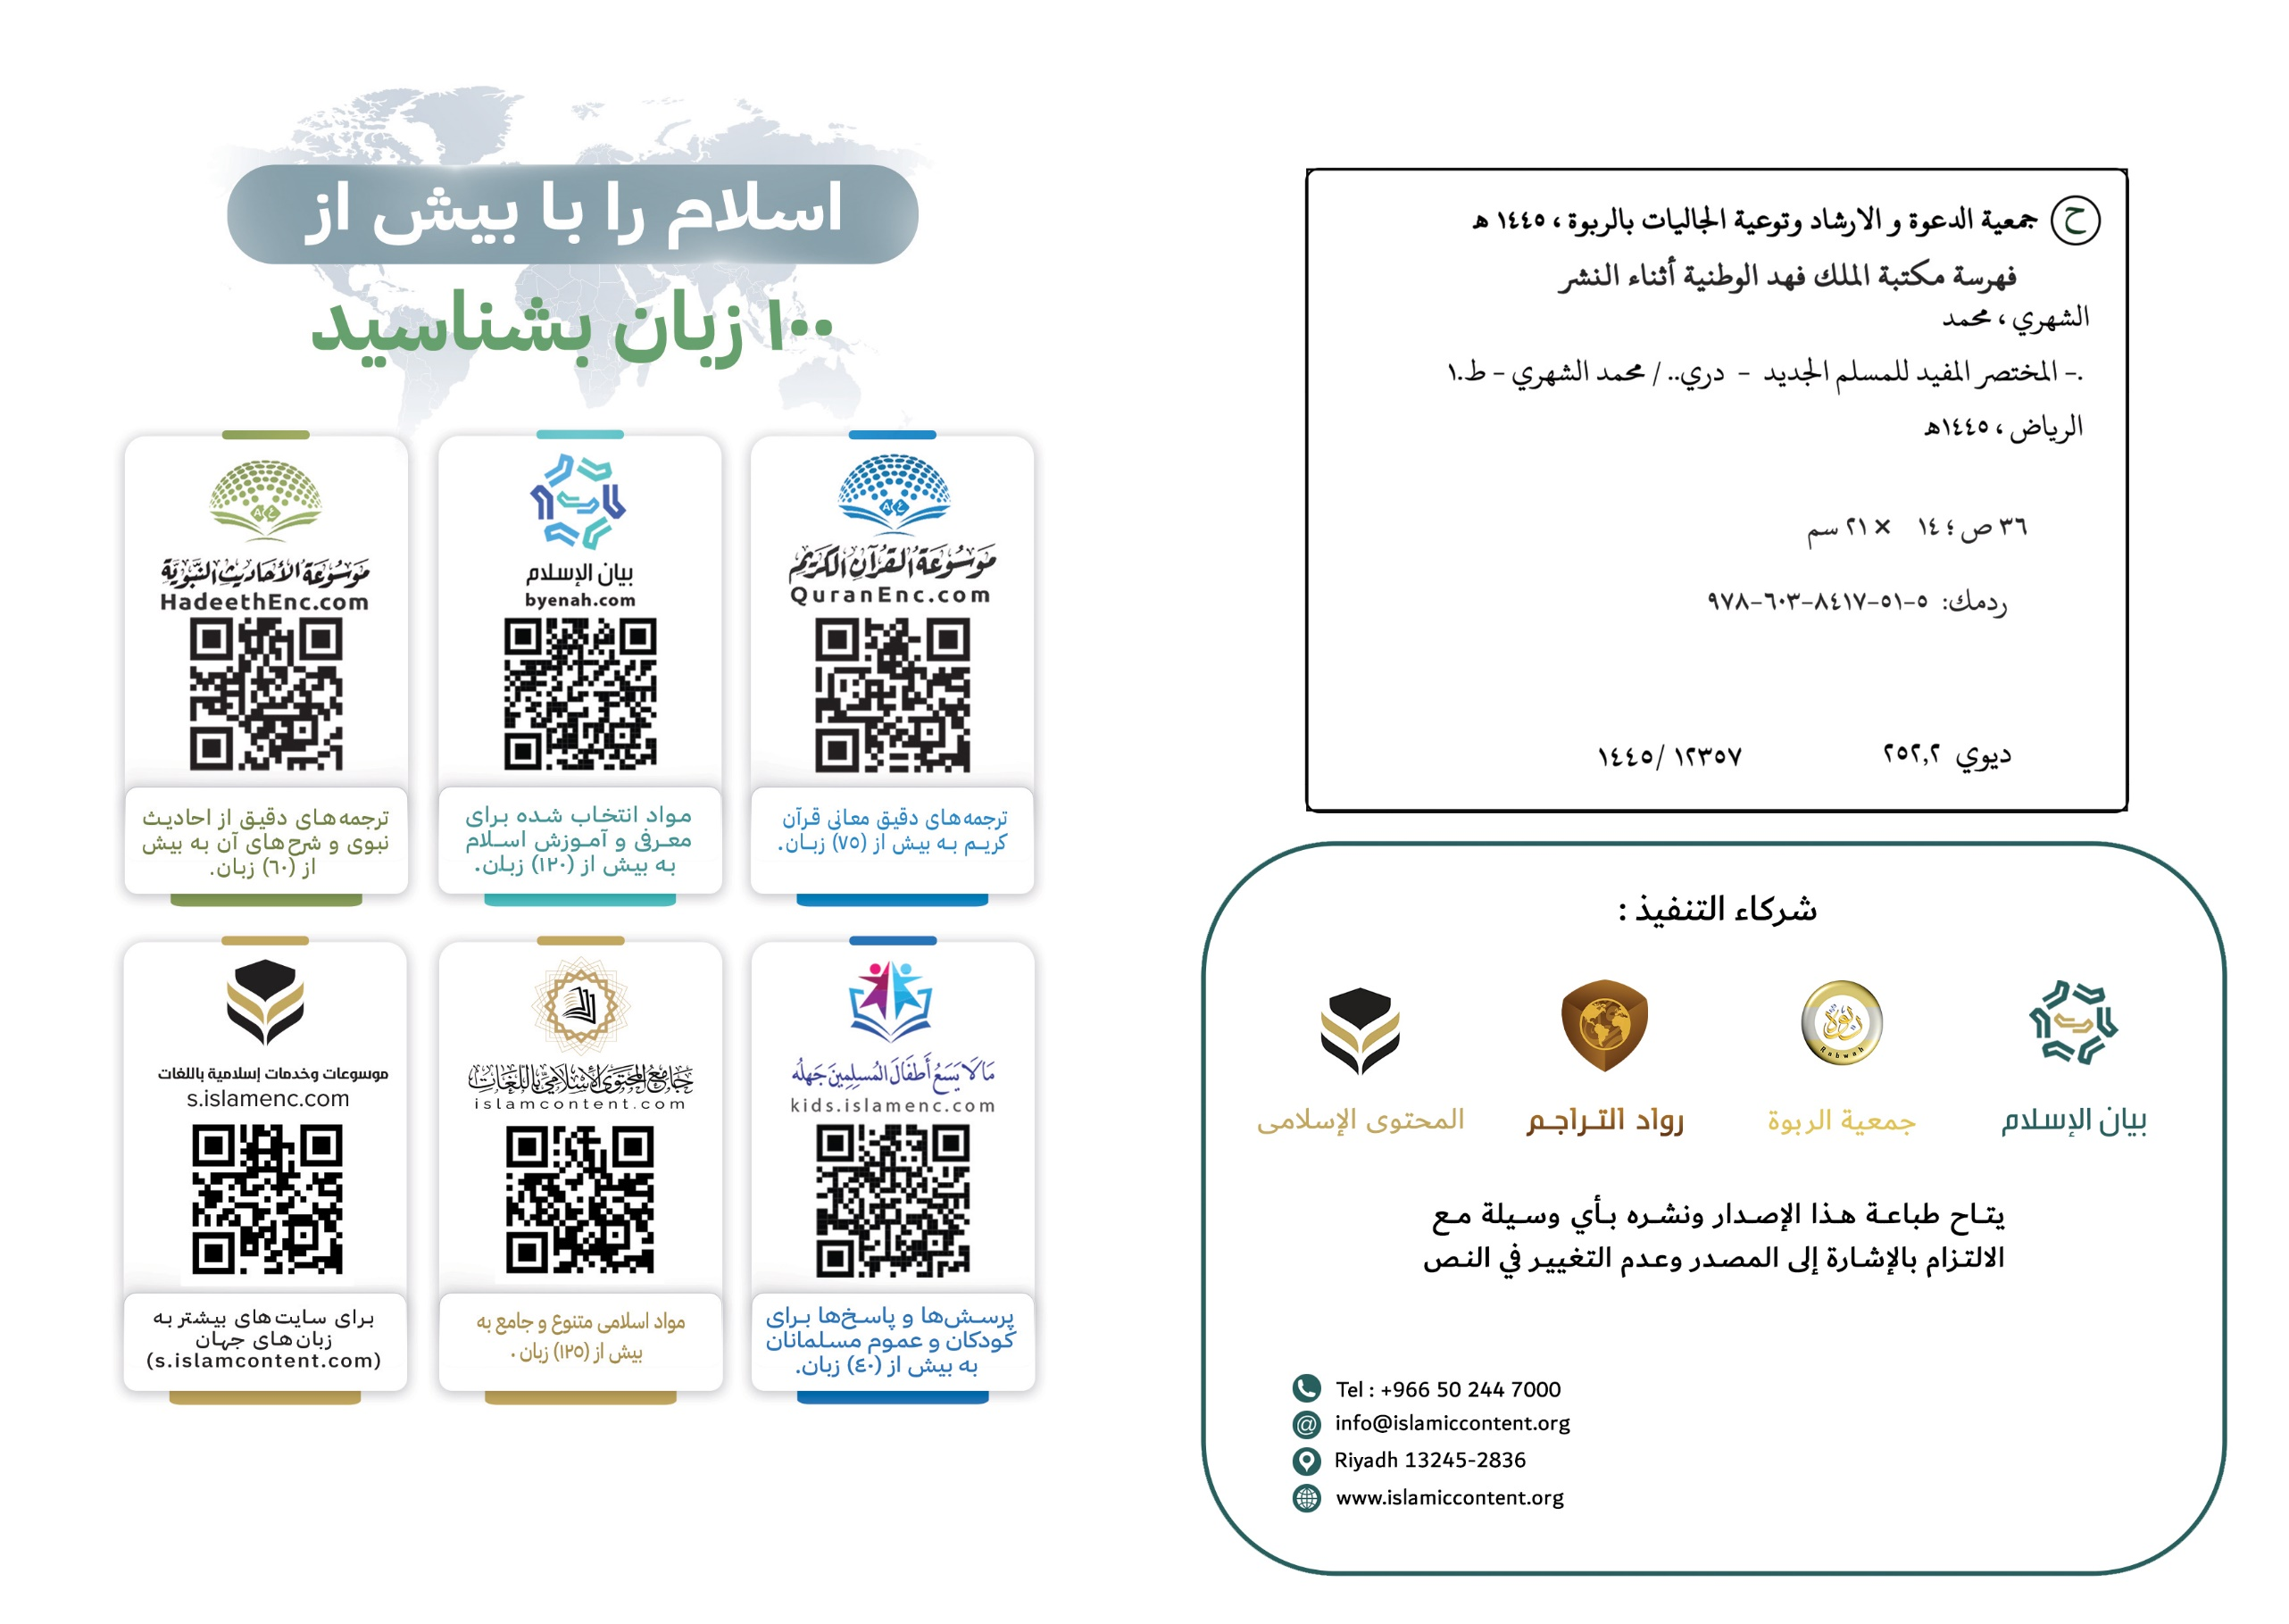 ح جمعية الدعوة و الارشاد وتوعية الجاليات بالربوة ، ١٤٤٥ هـ
فهرسة مكتبة الملك فهد الوطنية أثناء النشر
الشهري ، محمد
.- المختصر المفيد للمسلم الجديد - دري.. / محمد الشهري - ط.١
الرياض ، ١٤٤٥هـ
٣٦ ص ؛ ١٤ × ٢١ سم
ردمك: ٥-٥١-٨٤١٧-٦٠٣-٩٧٨
ديوي ٢٥٢,٢ ١٢٣٥٧ /١٤٤٥
شركاء التنفيذ :
بيان الإسلام
جمعية الربوة
رواد التراجم
المحتوى الإسلامي
Rabwah
يتاح طباعة هذا الإصدار ونشره بأي وسيلة مع
الالتزام بالإشارة إلى المصدر وعدم التغيير في النص
Tel : +966 50 244 7000
info@islamiccontent.org
Riyadh 13245-2836
www.islamiccontent.org
اسلام را با بیش از
۱۰۰ زبان بشناسید
موسوعة القرآن الكريم
QuranEnc.com
ترجمه‌های دقیق معانی قرآن
کریم به بیش از (٧٥) زبان.
بيان الإسلام
byenah.com
مواد انتخاب شده برای
معرفی و آموزش اسلام
به بیش از (١٢٠) زبان.
موسوعة الأحاديث النبوية
HadeethEnc.com
ترجمه‌های دقیق از احادیث
نبوی و شرح‌های آن به بیش
از (٦٠) زبان.
مَا لَا يَسَعُ أَطْفَالَ المُسلِمِينَ جَهلُه
kids.islamenc.com
پرسش‌ها و پاسخ‌ها برای
کودکان و عموم مسلمانان
به بیش از (٤٠) زبان.
جامع المحتوى الإسلامي باللغات
islamcontent.com
مواد اسلامی متنوع و جامع به
بیش از (١٢٥) زبان .
موسوعات وخدمات إسلامية باللغات
s.islamenc.com
برای سایت‌های بیشتر به
زبان‌های جهان
(s.islamcontent.com)